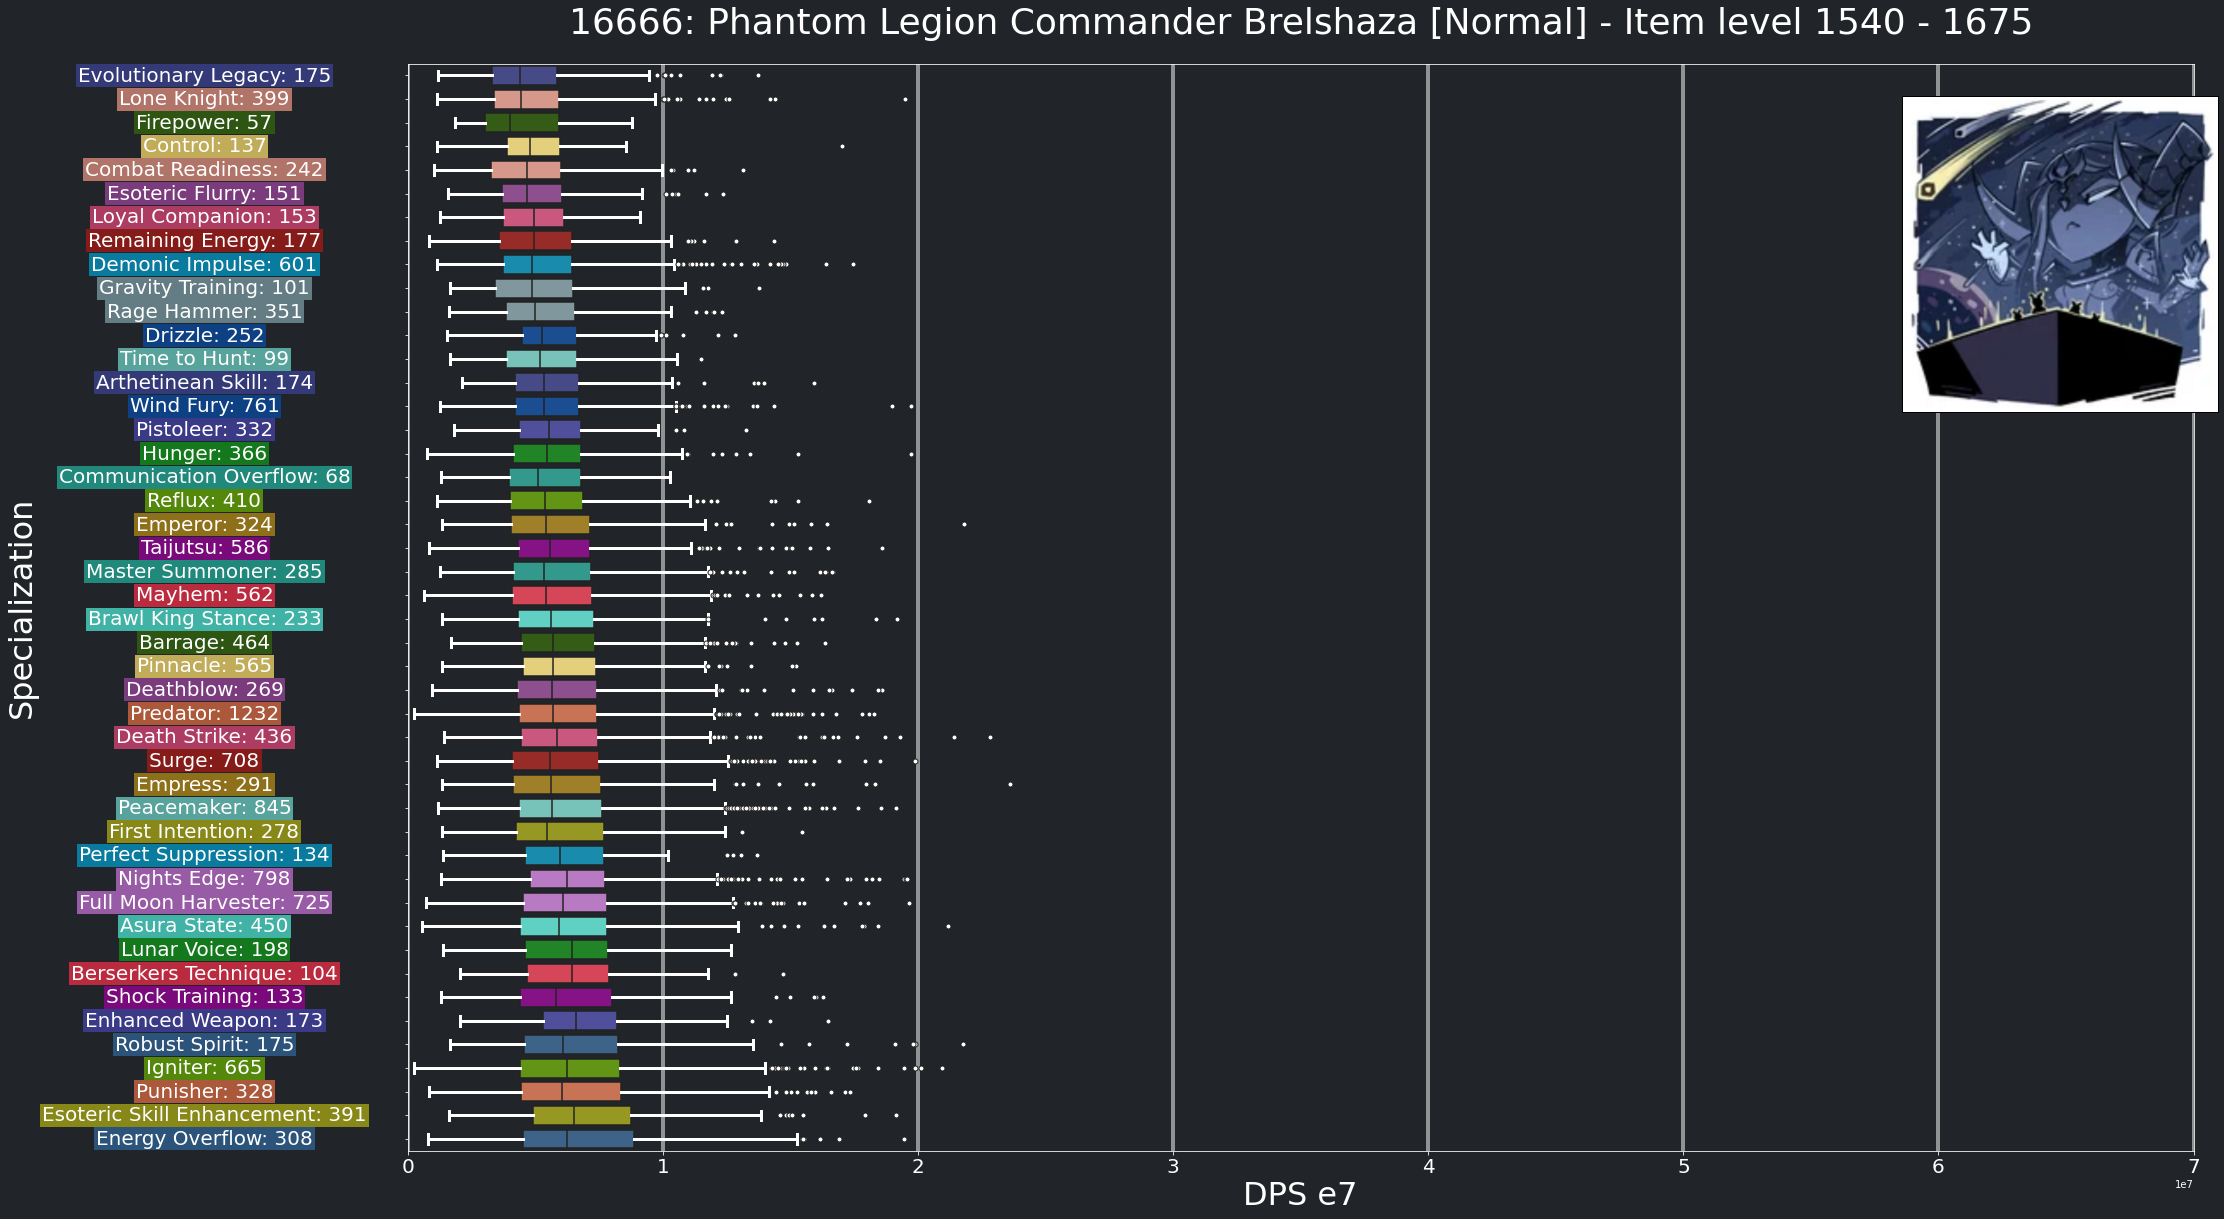 16666: Phantom Legion Commander Brelshaza [Normal] - Item level 1540 - 1675
Specialization
Evolutionary Legacy: 175
Lone Knight: 399
Firepower: 57
Control: 137
Combat Readiness: 242
Esoteric Flurry: 151
Loyal Companion: 153
Remaining Energy: 177
Demonic Impulse: 601
Gravity Training: 101
Rage Hammer: 351
Drizzle: 252
Time to Hunt: 99
Arthetinean Skill: 174
Wind Fury: 761
Pistoleer: 332
Hunger: 366
Communication Overflow: 68
Reflux: 410
Emperor: 324
Taijutsu: 586
Master Summoner: 285
Mayhem: 562
Brawl King Stance: 233
Barrage: 464
Pinnacle: 565
Deathblow: 269
Predator: 1232
Death Strike: 436
Surge: 708
Empress: 291
Peacemaker: 845
First Intention: 278
Perfect Suppression: 134
Nights Edge: 798
Full Moon Harvester: 725
Asura State: 450
Lunar Voice: 198
Berserkers Technique: 104
Shock Training: 133
Enhanced Weapon: 173
Robust Spirit: 175
Igniter: 665
Punisher: 328
Esoteric Skill Enhancement: 391
Energy Overflow: 308
0 1 2 3 4 5 6 7
1e7
DPS e7